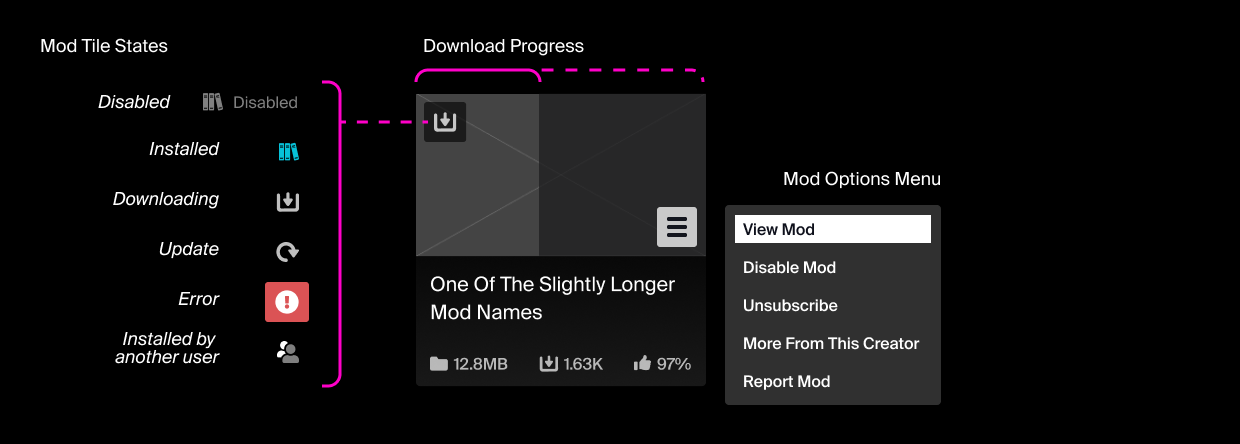 Mod Tile States
Disabled
Disabled
Installed
Downloading
Update
Error
Installed by
another user
Download Progress
One Of The Slightly Longer
Mod Names
12.8MB
1.63K
97%
Mod Options Menu
View Mod
Disable Mod
Unsubscribe
More From This Creator
Report Mod